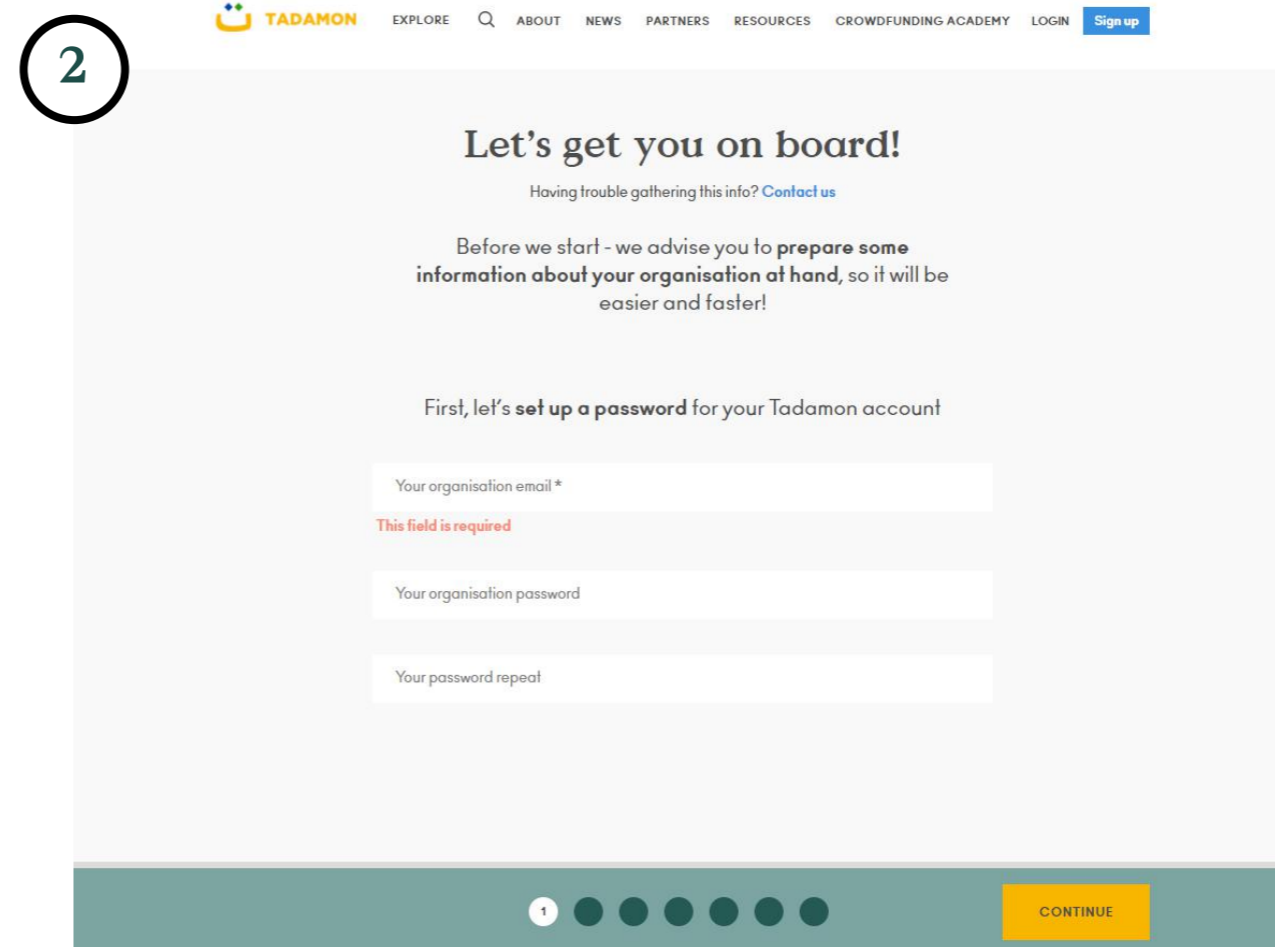 TADAMON EXPLORE ABOUT NEWS PARTNERS RESOURCES CROWDFUNDING ACADEMY LOGIN Sign up
2
Let's get you on board!
Having trouble gathering this info? Contact us
Before we start - we advise you to prepare some
information about your organisation at hand, so it will be
easier and faster!
First, let's set up a password for your Tadamon account
Your organisation email *
This field is required
Your organisation password
Your password repeat
1
CONTINUE